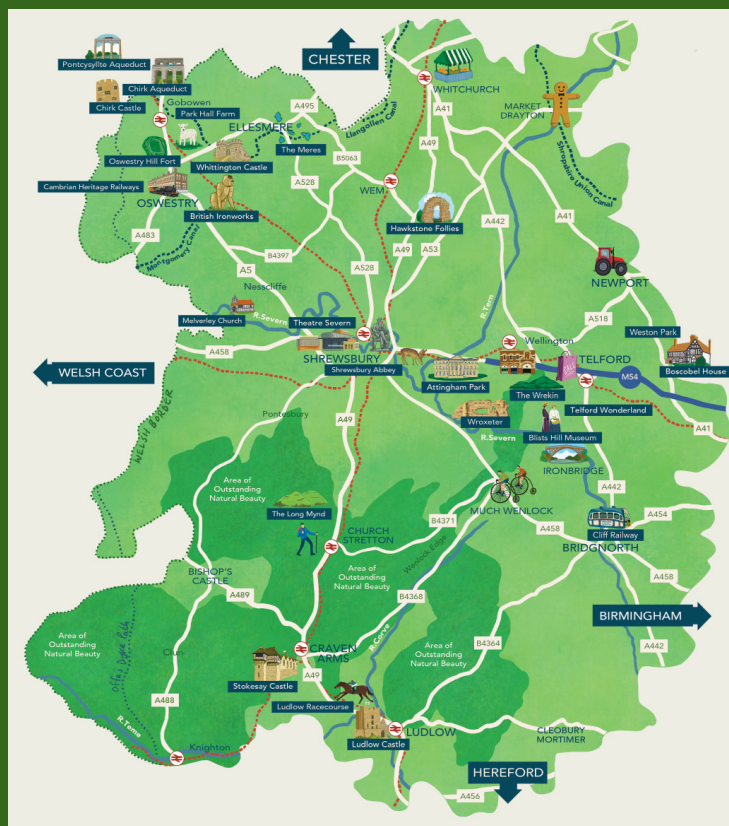 CHESTER
Pontcysyllte Aqueduct
Chirk Aqueduct
Chirk Castle
Gobowen
Park Hall Farm
WHITCHURCH
A495
ELLESMERE
Llangollen Canal
A41
MARKET
DRAYTON
The Meres
Oswestry Hill Fort
Whittington Castle
B5063
A49
Shropshire Union Canal
Cambrian Heritage Railways
A528
WEM
OSWESTRY
British Ironworks
Hawkstone Follies
A442
A41
A483
Montgomery Canal
B4397
A49
A53
A5
A528
NEWPORT
Nesscliffe
R.Tern
Melverley Church
R.Severn
Theatre Severn
A518
Weston Park
Wellington
A458
SHREWSBURY
TELFORD
Boscobel House
WELSH COAST
Shrewsbury Abbey
M54
Attingham Park
The Wrekin
Telford Wonderland
Pontesbury
A49
Wroxeter
A41
WELSH BORDER
R.Severn
Blists Hill Museum
IRONBRIDGE
Area of
Outstanding
Natural Beauty
A442
The Long Mynd
MUCH WENLOCK
A454
CHURCH
STRETTON
B4371
A458
Cliff Railway
BRIDGNORTH
Wenlock Edge
BISHOP'S
CASTLE
Area of
Outstanding
Natural Beauty
A458
A489
B4368
BIRMINGHAM
Area of
Outstanding
Natural Beauty
Offa's Dyke Path
R.Corve
B4364
Area of
Outstanding
Natural Beauty
A442
Clun
CRAVEN
ARMS
A49
Stokesay Castle
A488
Ludlow Racecourse
R.Teme
LUDLOW
CLEOBURY
MORTIMER
Ludlow Castle
Knighton
HEREFORD
A456